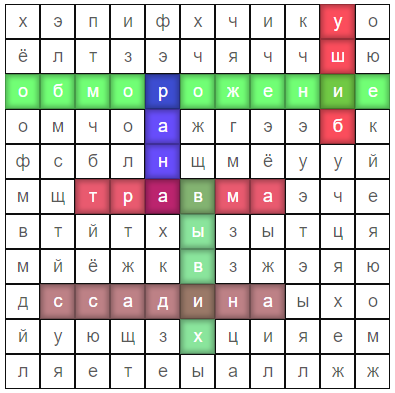 х э п и ф х ч и к у о
ё л т з э ч я ч ч ш ю
о б м о р о ж е н и е
о м ч о а ж г э э б к
ф с б л н щ м ё у у й
м щ т р а в м а э ч е
в т й т х ы з ы т ц я
м й ё ж к в з ж э я ю
д с с а д и н а ы х о
й у ю щ з х ц и я е м
л я е т е ы а л л ж ж